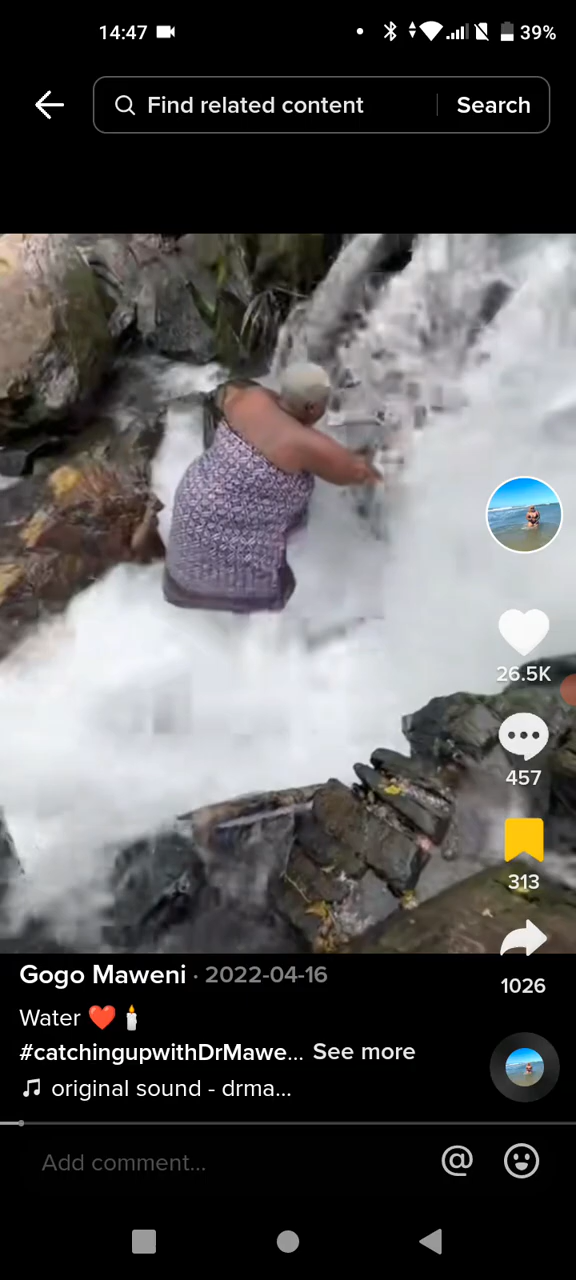 14:47
39%
Find related content
Search
26.5K
457
313
1026
Gogo Maweni · 2022-04-16
Water ❤️🕯️
#catchingupwithDrMawe... See more
original sound - drma...
Add comment...
@